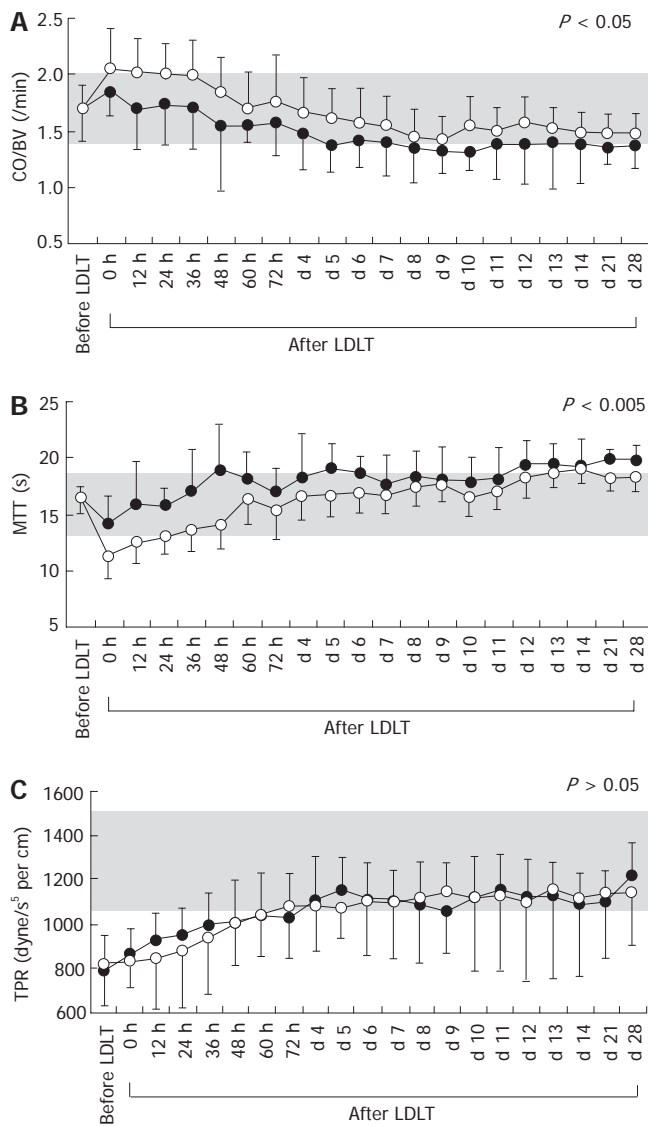 A
P < 0.05
CO/BV (/min)
2.5
2.0
1.5
1.0
0.5
Before LDLT
0 h
12 h
24 h
36 h
48 h
60 h
72 h
d 4
d 5
d 6
d 7
d 8
d 9
d 10
d 11
d 12
d 13
d 14
d 21
d 28
After LDLT
B
P < 0.005
MTT (s)
25
20
15
10
5
Before LDLT
0 h
12 h
24 h
36 h
48 h
60 h
72 h
d 4
d 5
d 6
d 7
d 8
d 9
d 10
d 11
d 12
d 13
d 14
d 21
d 28
After LDLT
C
P > 0.05
TPR (dyne/s⁵ per cm)
1600
1400
1200
1000
800
600
Before LDLT
0 h
12 h
24 h
36 h
48 h
60 h
72 h
d 4
d 5
d 6
d 7
d 8
d 9
d 10
d 11
d 12
d 13
d 14
d 21
d 28
After LDLT